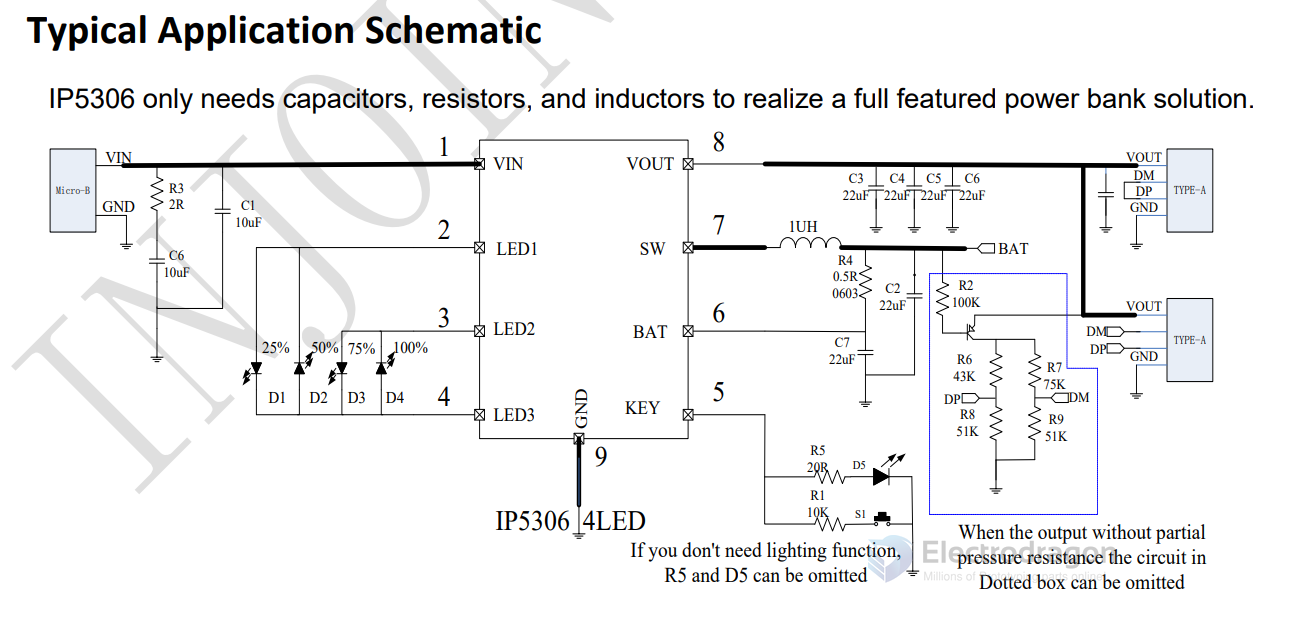 Typical Application Schematic
IP5306 only needs capacitors, resistors, and inductors to realize a full featured power bank solution.
INJOIN
Micro-B
VIN
GND
R3
2R
C6
10uF
C1
10uF
1
2
3
4
VIN
LED1
LED2
LED3
25%
50%
75%
100%
D1
D2
D3
D4
VOUT
SW
BAT
KEY
GND
8
7
6
5
9
IP5306 4LED
C3
22uF
C4
22uF
C5
22uF
C6
22uF
1UH
BAT
R4
0.5R
0603
C2
22uF
C7
22uF
R2
100K
R6
43K
DP
R8
51K
R7
75K
DM
R9
51K
R5
20R
D5
R1
10K
S1
VOUT
DM
DP
GND
TYPE-A
VOUT
DM
DP
GND
TYPE-A
If you don't need lighting function,
R5 and D5 can be omitted
When the output without partial
pressure resistance the circuit in
Dotted box can be omitted
Electrodragon
Millions of